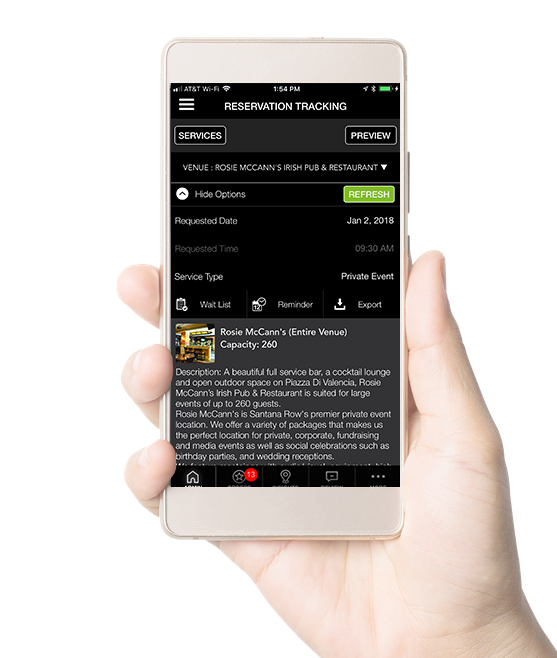 AT&T Wi-Fi 1:54 PM
RESERVATION TRACKING
SERVICES PREVIEW
VENUE : ROSIE MCCANN'S IRISH PUB & RESTAURANT ▼
Hide Options REFRESH
Requested Date Jan 2, 2018
Requested Time 09:30 AM
Service Type Private Event
Wait List Reminder Export
Rosie McCann's (Entire Venue)
Capacity: 260
Description: A beautiful full service bar, a cocktail lounge
and open outdoor space on Piazza Di Valencia, Rosie
McCann's Irish Pub & Restaurant is suited for large
events of up to 260 guests.
Rosie McCann's is Santana Row's premier private event
location. We offer a variety of packages that makes us
the perfect location for private, corporate, fundraising
and media events as well as social celebrations such as
birthday parties, and wedding receptions.
13